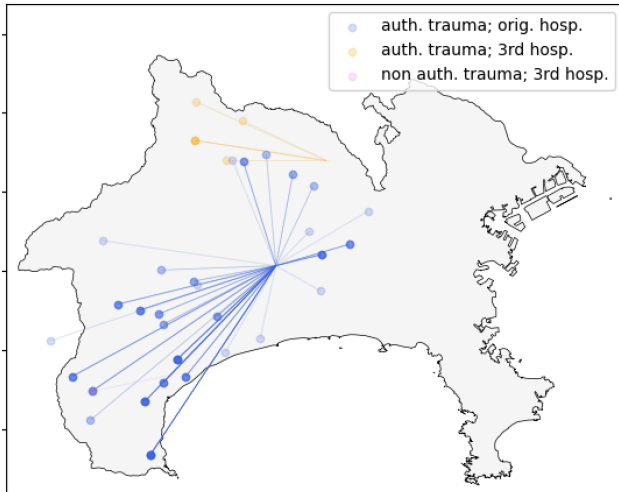 auth. trauma; orig. hosp.
auth. trauma; 3rd hosp.
non auth. trauma; 3rd hosp.